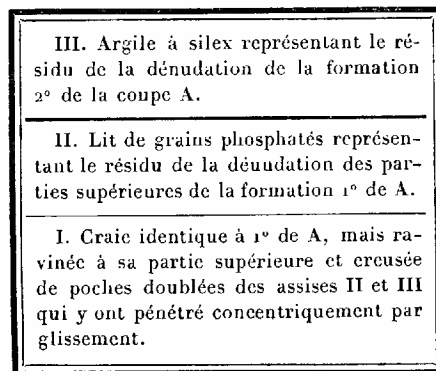 III. Argile à silex représentant le ré-
sidu de la dénudation de la formation
2° de la coupe A.
II. Lit de grains phosphatés représen-
tant le résidu de la dénudation des par-
ties supérieures de la formation 1° de A.
I. Craie identique à 1° de A, mais ra-
vinée à sa partie supérieure et creusée
de poches doublées des assises II et III
qui y ont pénétré concentriquement par
glissement.